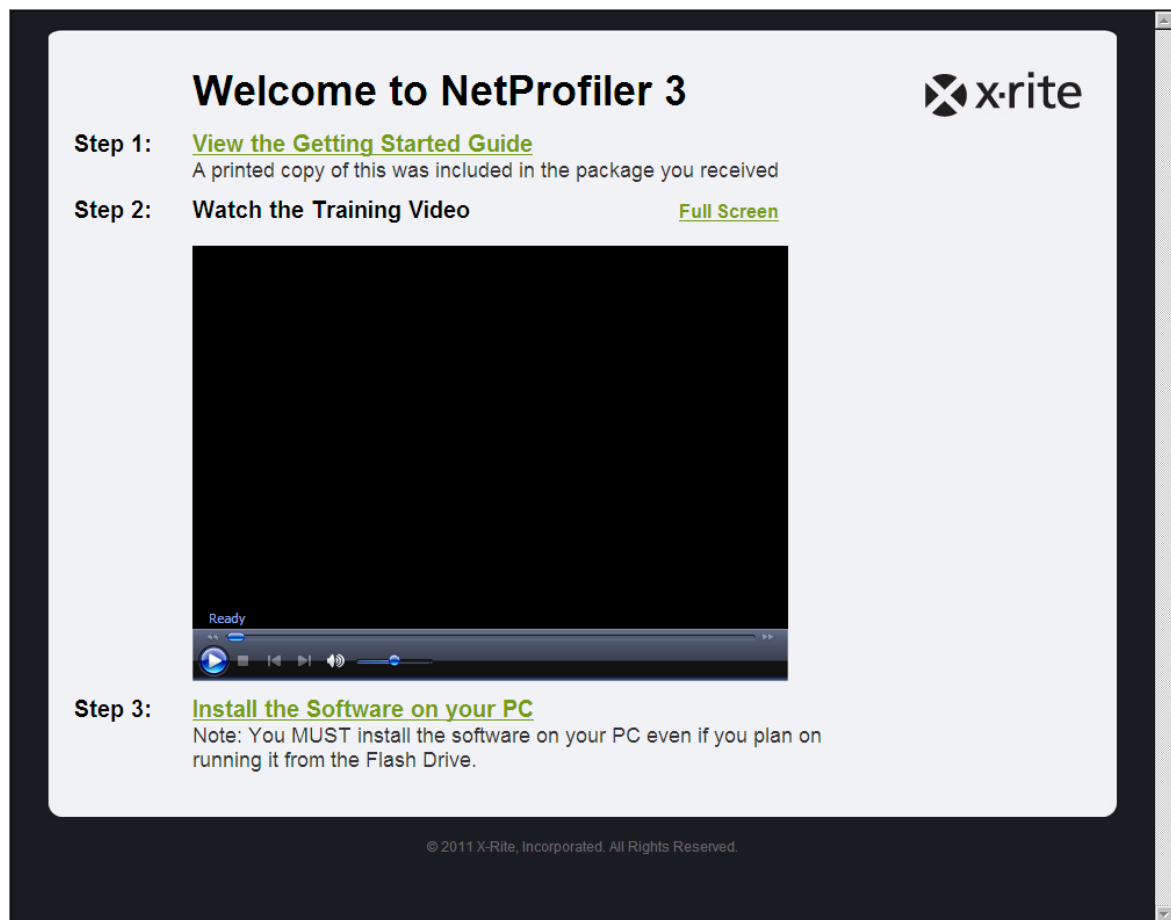 Welcome to NetProfiler 3
x·rite
Step 1:
View the Getting Started Guide
A printed copy of this was included in the package you received
Step 2:
Watch the Training Video
Full Screen
Ready
Step 3:
Install the Software on your PC
Note: You MUST install the software on your PC even if you plan on
running it from the Flash Drive.
© 2011 X-Rite, Incorporated. All Rights Reserved.